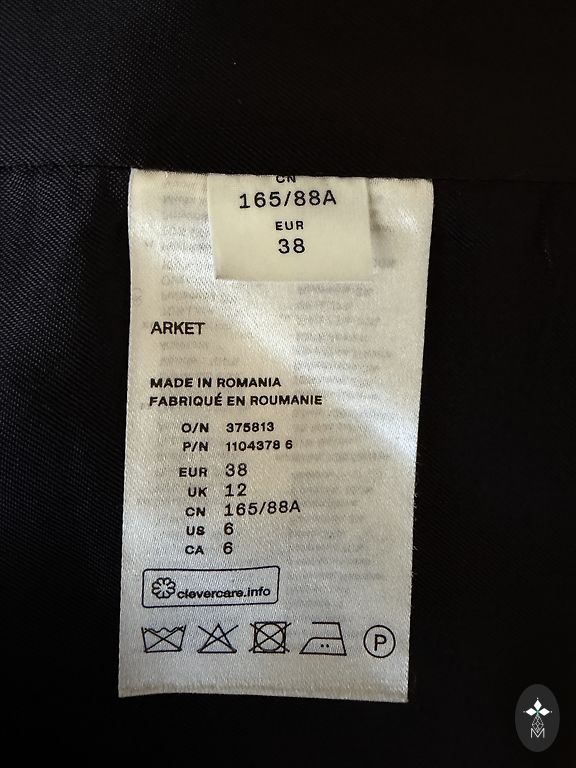 CN
165/88A
EUR
38
ARKET
MADE IN ROMANIA
FABRIQUÉ EN ROUMANIE
O/N 375813
P/N 1104378 6
EUR 38
UK 12
CN 165/88A
US 6
CA 6
clevercare.info
P
M